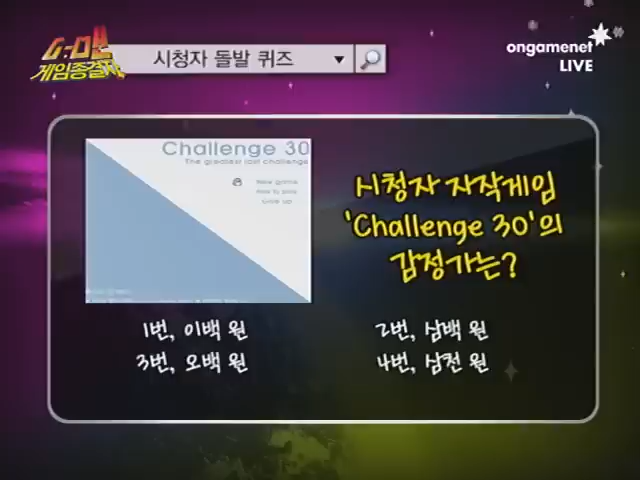 G-맨
게임종결자
시청자 돌발 퀴즈
ongamenet
LIVE
Challenge 30
The greatest last challenge
New game
How to play
Give up
시청자 자작게임
'Challenge 30'의
감정가는?
1번, 이백 원
2번, 삼백 원
3번, 오백 원
4번, 삼천 원